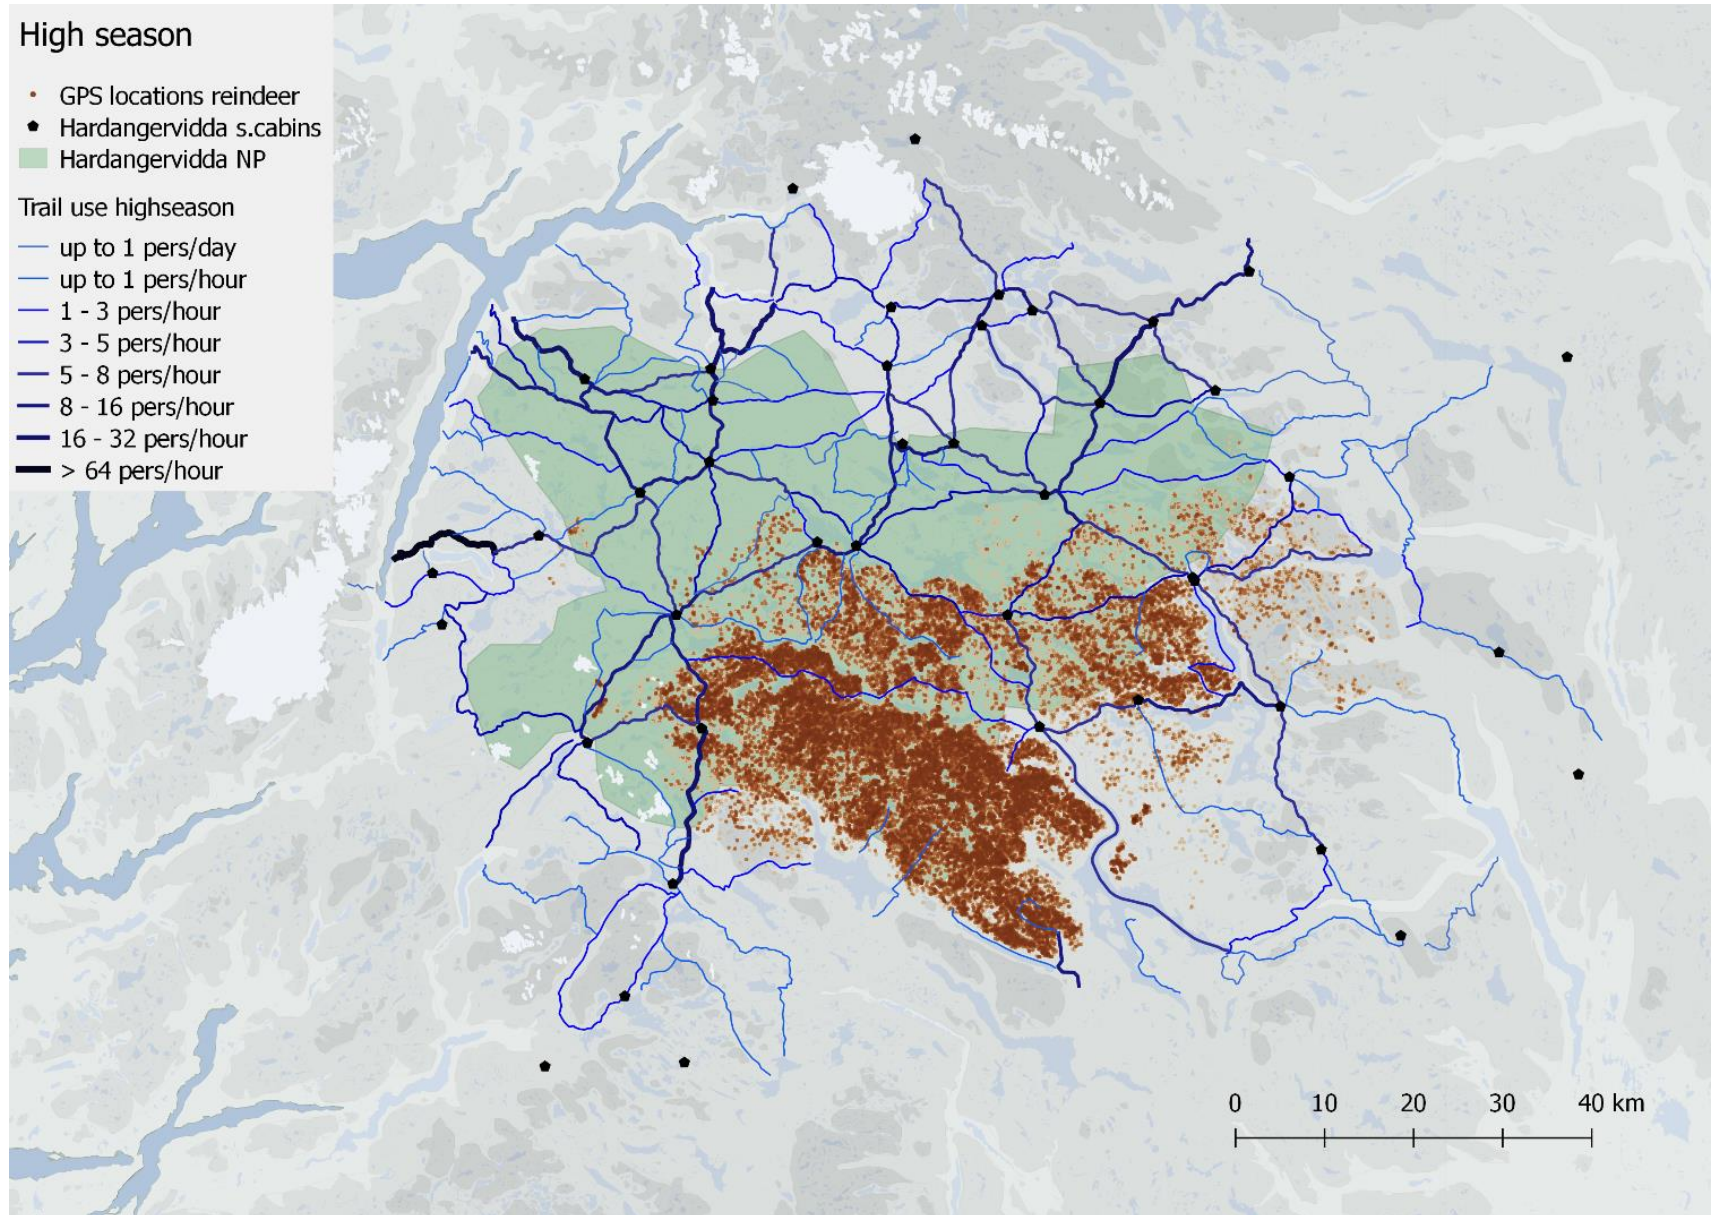 High season
GPS locations reindeer
Hardangervidda s.cabins
Hardangervidda NP
Trail use highseason
up to 1 pers/day
up to 1 pers/hour
1 - 3 pers/hour
3 - 5 pers/hour
5 - 8 pers/hour
8 - 16 pers/hour
16 - 32 pers/hour
> 64 pers/hour
0 10 20 30 40 km